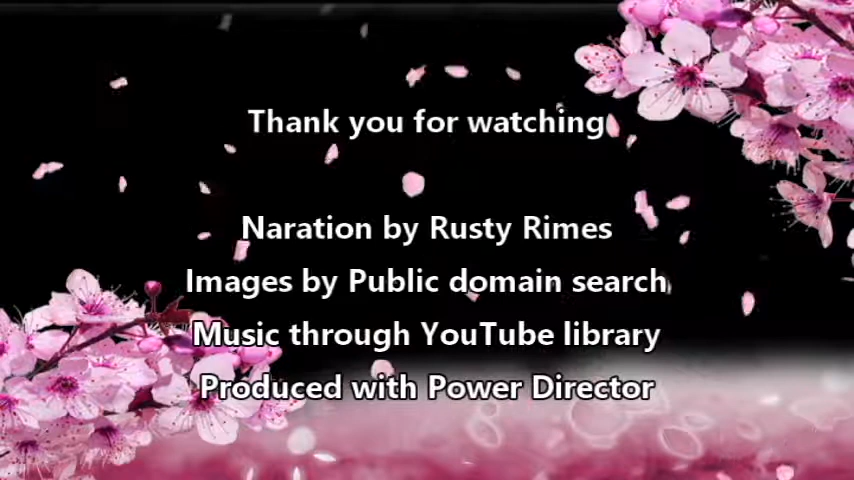 Thank you for watching
Naration by Rusty Rimes
Images by Public domain search
Music through YouTube library
Produced with Power Director